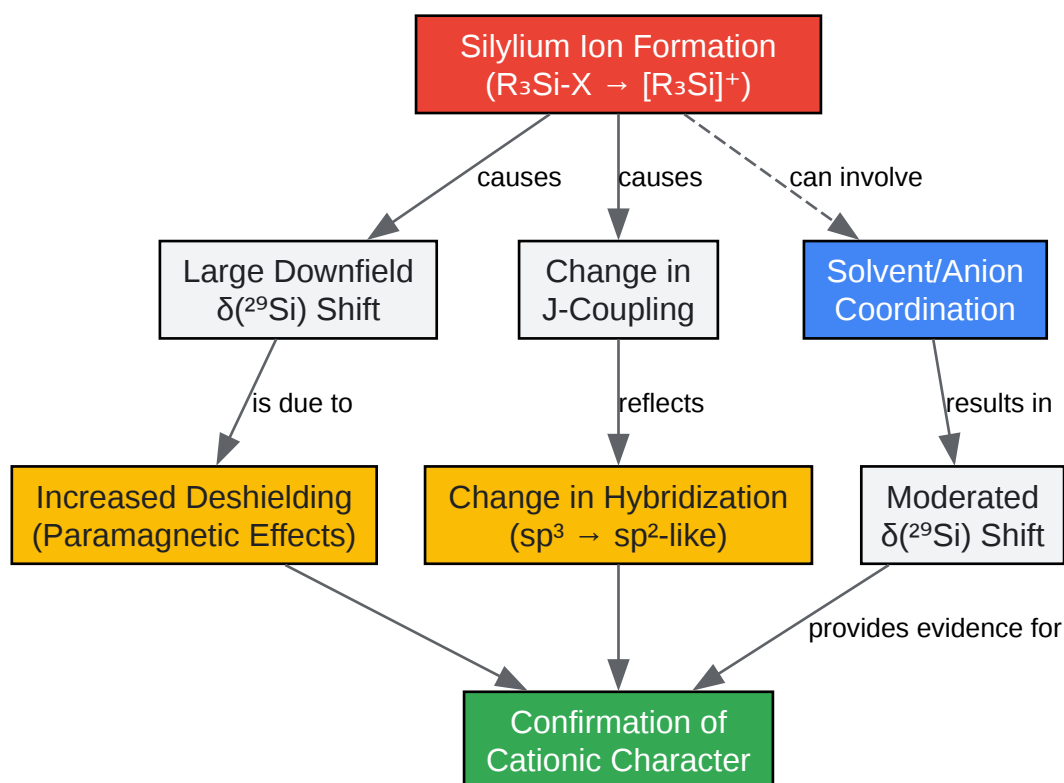 Silylium Ion Formation
(R₃Si-X → [R₃Si]⁺)
causes
causes
can involve
Large Downfield
δ(²⁹Si) Shift
Change in
J-Coupling
Solvent/Anion
Coordination
is due to
reflects
results in
Increased Deshielding
(Paramagnetic Effects)
Change in Hybridization
(sp³ → sp²-like)
Moderated
δ(²⁹Si) Shift
provides evidence for
Confirmation of
Cationic Character